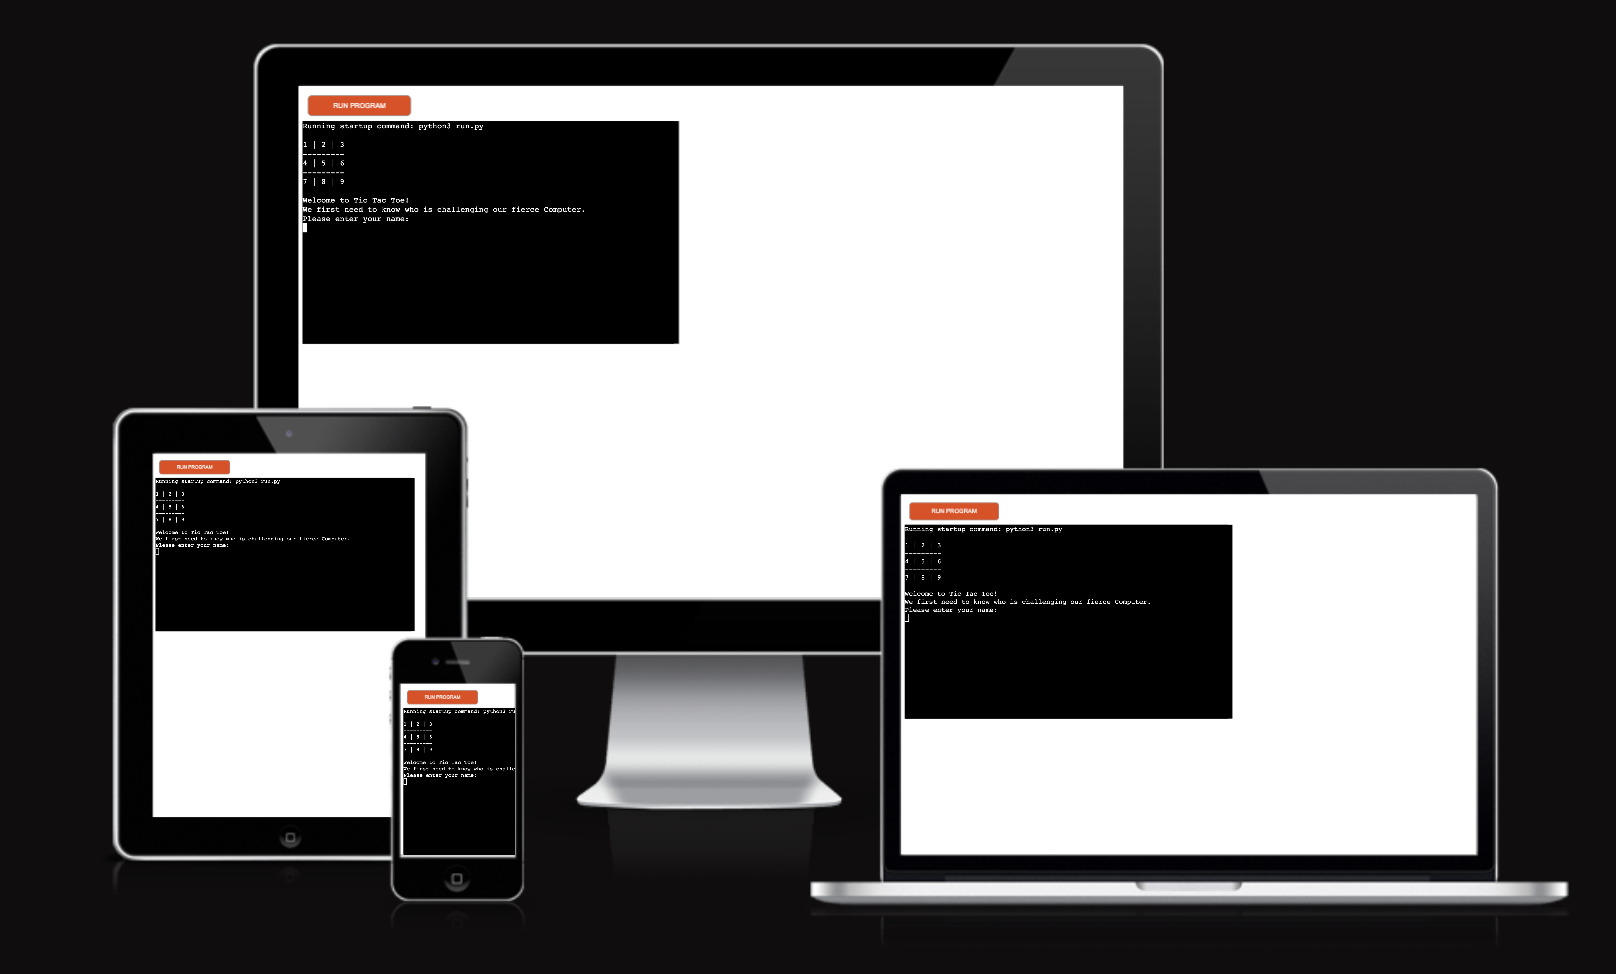 RUN PROGRAM
Running startup command: python3 run.py
1 | 2 | 3
---------
4 | 5 | 6
---------
7 | 8 | 9
Welcome to Tic Tac Toe!
We first need to know who is challenging our fierce Computer.
Please enter your name:
RUN PROGRAM
Running startup command: python3 run.py
1 | 2 | 3
---------
4 | 5 | 6
---------
7 | 8 | 9
Welcome to Tic Tac Toe!
We first need to know who is challenging our fierce Computer.
Please enter your name:
RUN PROGRAM
Running startup command: python3 ru
1 | 2 | 3
---------
4 | 5 | 6
---------
7 | 8 | 9
Welcome to Tic Tac Toe!
We first need to know who is challe
Please enter your name:
RUN PROGRAM
Running startup command: python3 run.py
1 | 2 | 3
---------
4 | 5 | 6
---------
7 | 8 | 9
Welcome to Tic Tac Toe!
We first need to know who is challenging our fierce Computer.
Please enter your name: